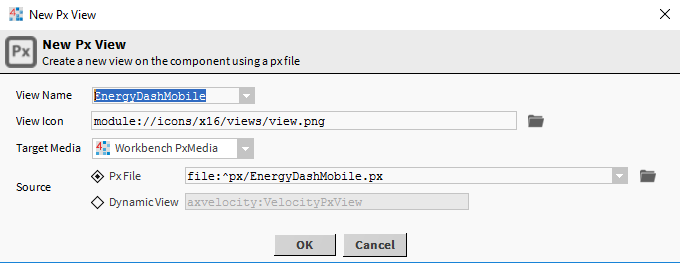 New Px View
Px
New Px View
Create a new view on the component using a px file
View Name
EnergyDashMobile
View Icon
module://icons/x16/views/view.png
Target Media
Workbench PxMedia
Source
Px File
file:^px/EnergyDashMobile.px
Dynamic View
axvelocity:VelocityPxView
OK
Cancel